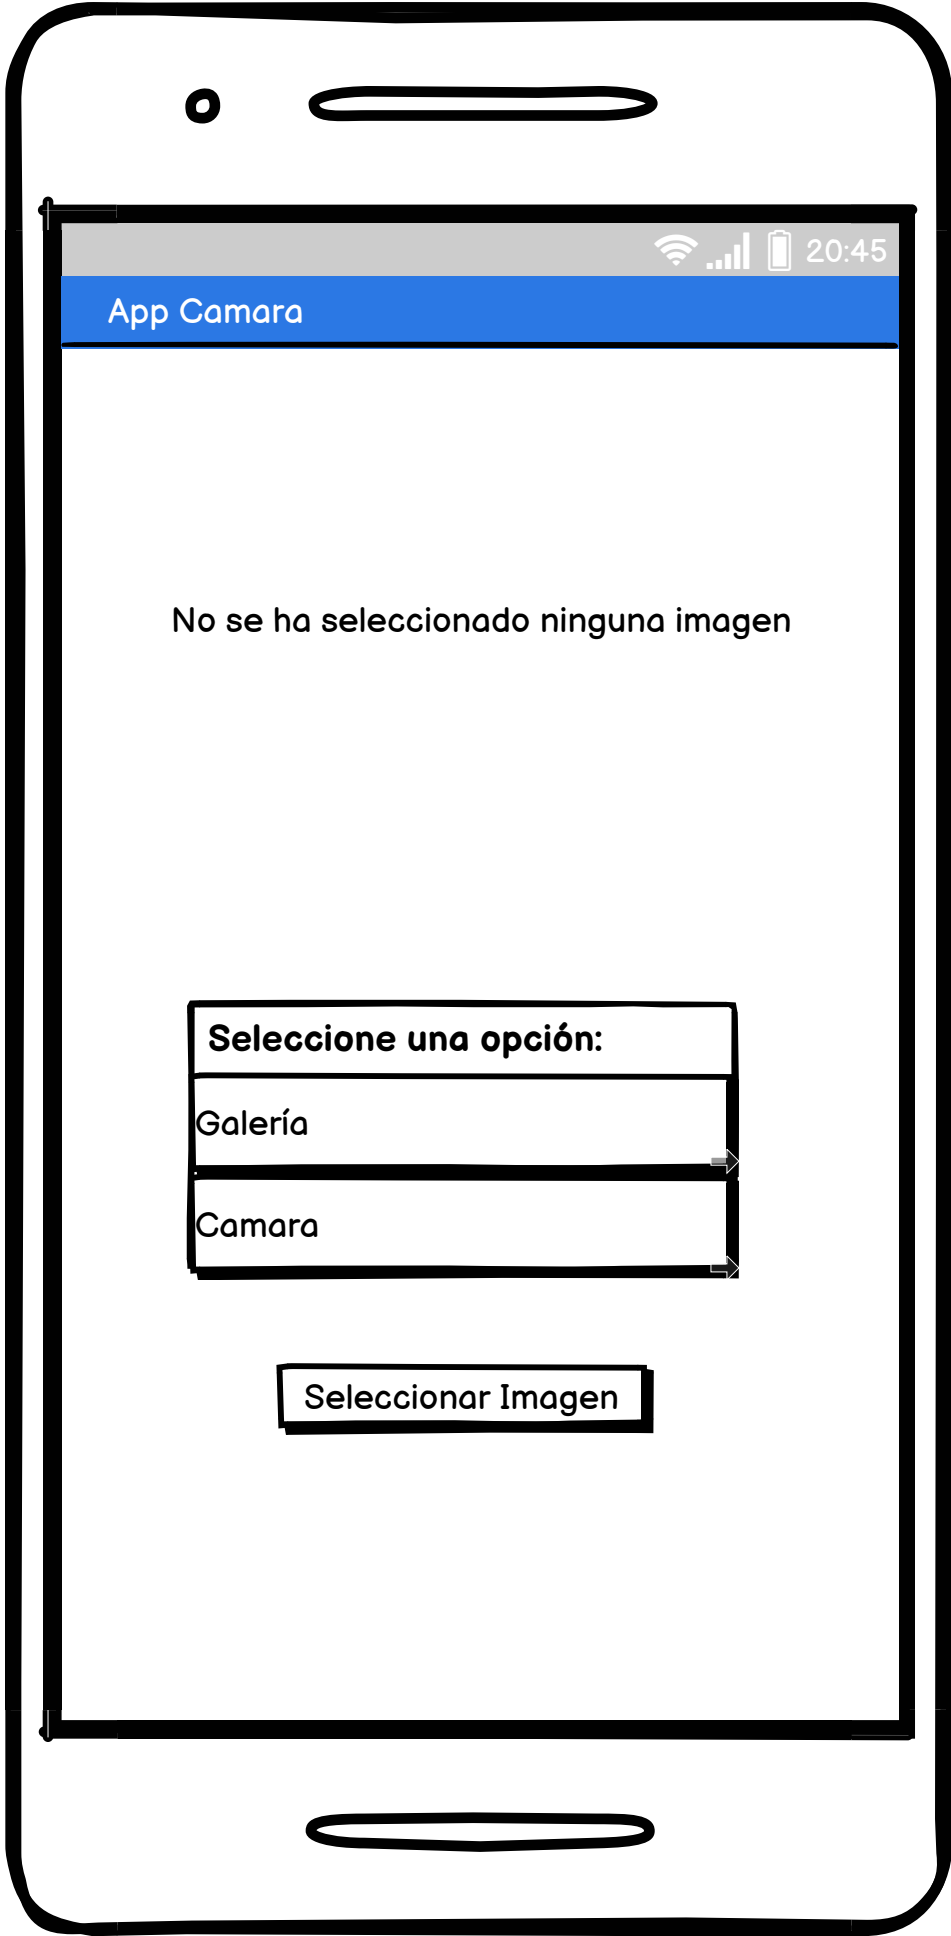 20:45
App Camara
No se ha seleccionado ninguna imagen
Seleccione una opción:
Galería
Camara
Seleccionar Imagen